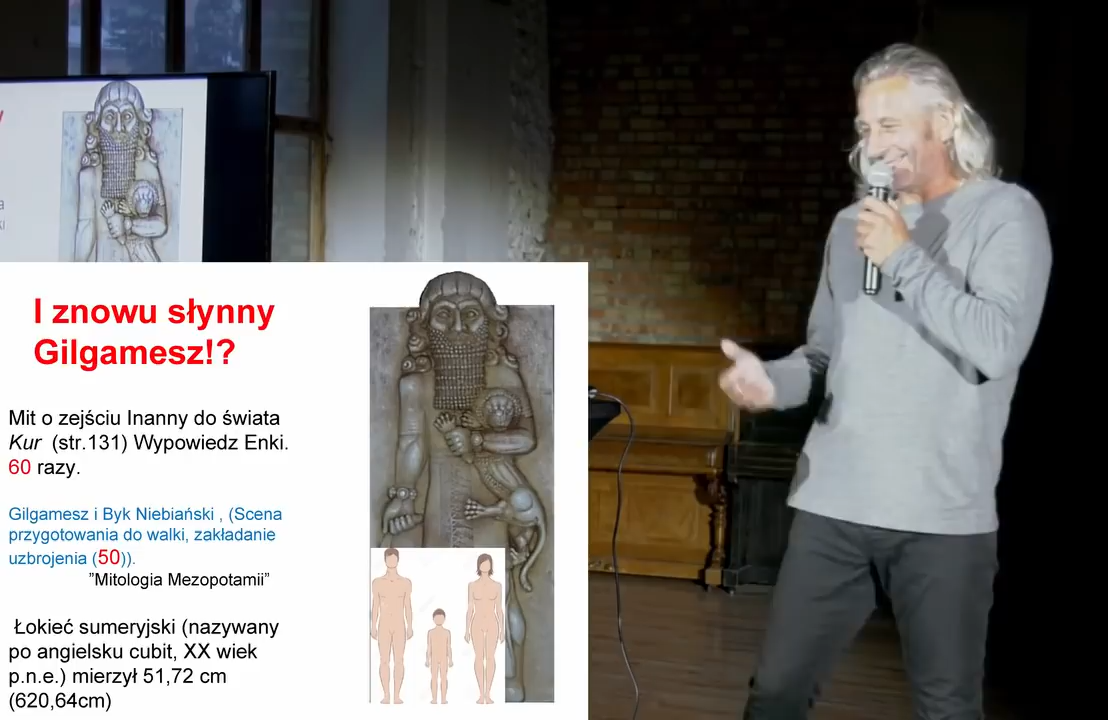 I znowu słynny
Gilgamesz!?
Mit o zejściu Inanny do świata
Kur (str.131) Wypowiedz Enki.
60 razy.
Gilgamesz i Byk Niebiański , (Scena
przygotowania do walki, zakładanie
uzbrojenia (50)).
”Mitologia Mezopotamii”
Łokieć sumeryjski (nazywany
po angielsku cubit, XX wiek
p.n.e.) mierzył 51,72 cm
(620,64cm)